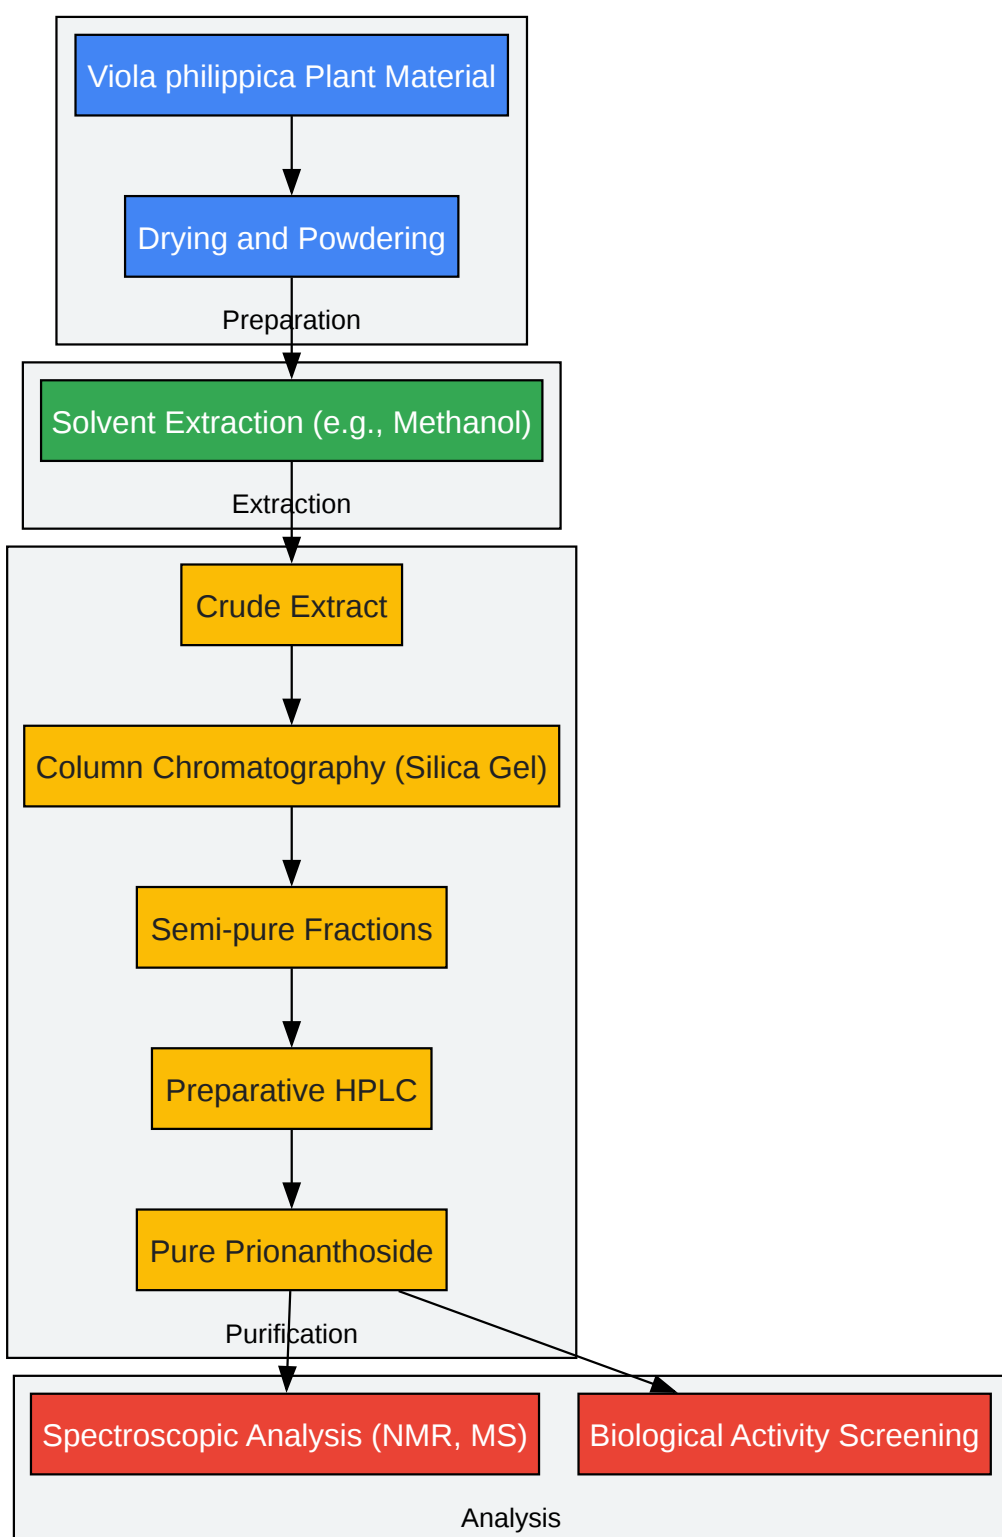 Viola philippica Plant Material
Drying and Powdering
Preparation
Solvent Extraction (e.g., Methanol)
Extraction
Crude Extract
Column Chromatography (Silica Gel)
Semi-pure Fractions
Preparative HPLC
Pure Prionanthoside
Purification
Spectroscopic Analysis (NMR, MS)
Biological Activity Screening
Analysis